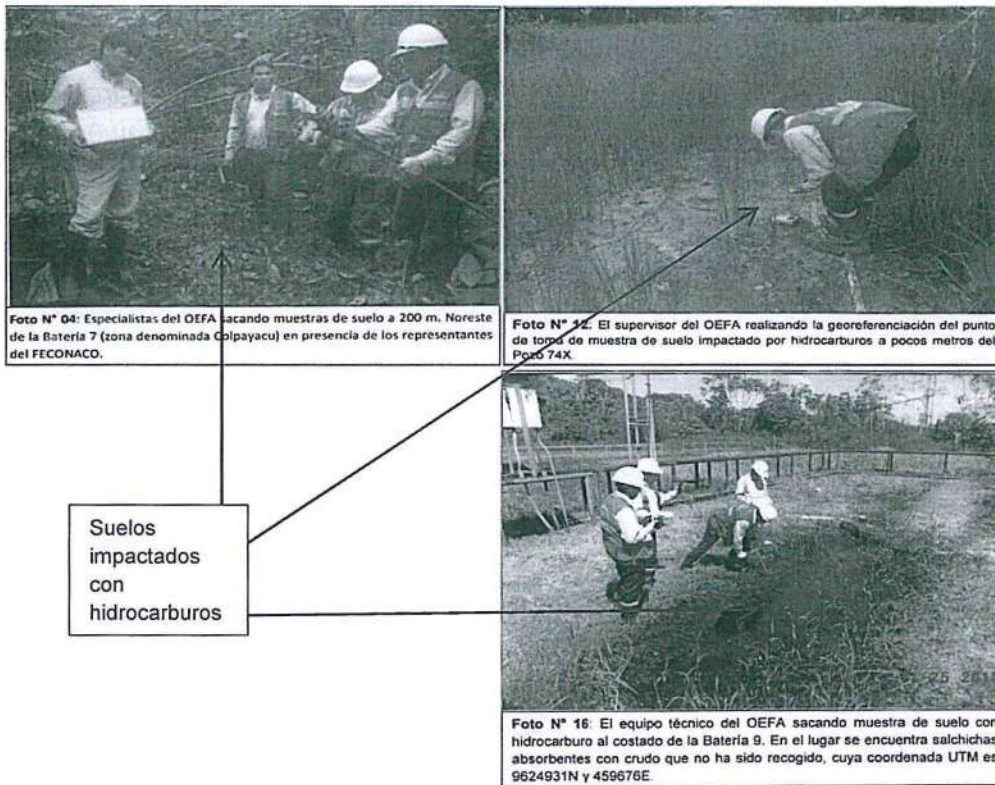 Foto N° 04: Especialistas del OEFA sacando muestras de suelo a 200 m. Noreste
de la Batería 7 (zona denominada Colpayacu) en presencia de los representantes
del FECONACO.
Foto N° 12: El supervisor del OEFA realizando la georeferenciación del punto
de toma de muestra de suelo impactado por hidrocarburos a pocos metros del
Pozo 74X.
Suelos
impactados
con
hidrocarburos
Foto N° 16: El equipo técnico del OEFA sacando muestra de suelo con
hidrocarburo al costado de la Batería 9. En el lugar se encuentra salchichas
absorbentes con crudo que no ha sido recogido, cuya coordenada UTM es
9624931N y 459676E.